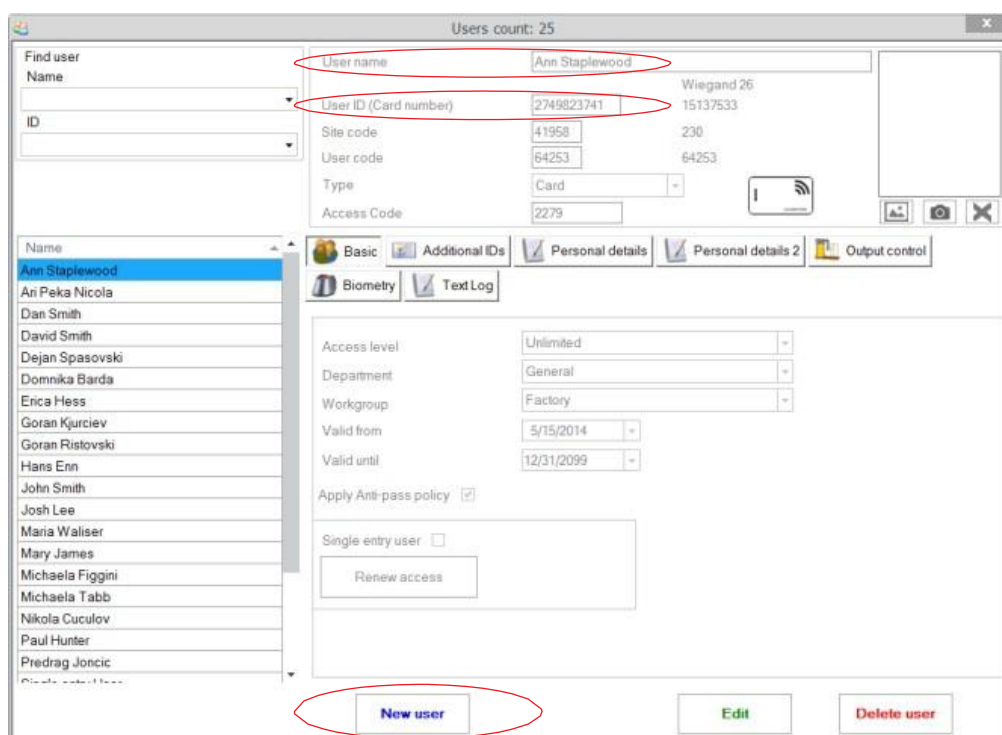 Users count: 25
x
Find user
Name
ID
User name
Ann Staplewood
Wiegand 26
User ID (Card number)
2749823741
15137533
Site code
41958
230
User code
64253
64253
Type
Card
Access Code
2279
Name
Ann Staplewood
Ari Peka Nicola
Dan Smith
David Smith
Dejan Spasovski
Domnika Barda
Erica Hess
Goran Kjurciev
Goran Ristovski
Hans Enn
John Smith
Josh Lee
Maria Waliser
Mary James
Michaela Figgini
Michaela Tabb
Nikola Cuculov
Paul Hunter
Predrag Joncic
Single entry User
Basic
Additional IDs
Personal details
Personal details 2
Output control
Biometry
Text Log
Access level
Unlimited
Department
General
Workgroup
Factory
Valid from
5/15/2014
Valid until
12/31/2099
Apply Anti-pass policy
Single entry user
Renew access
New user
Edit
Delete user